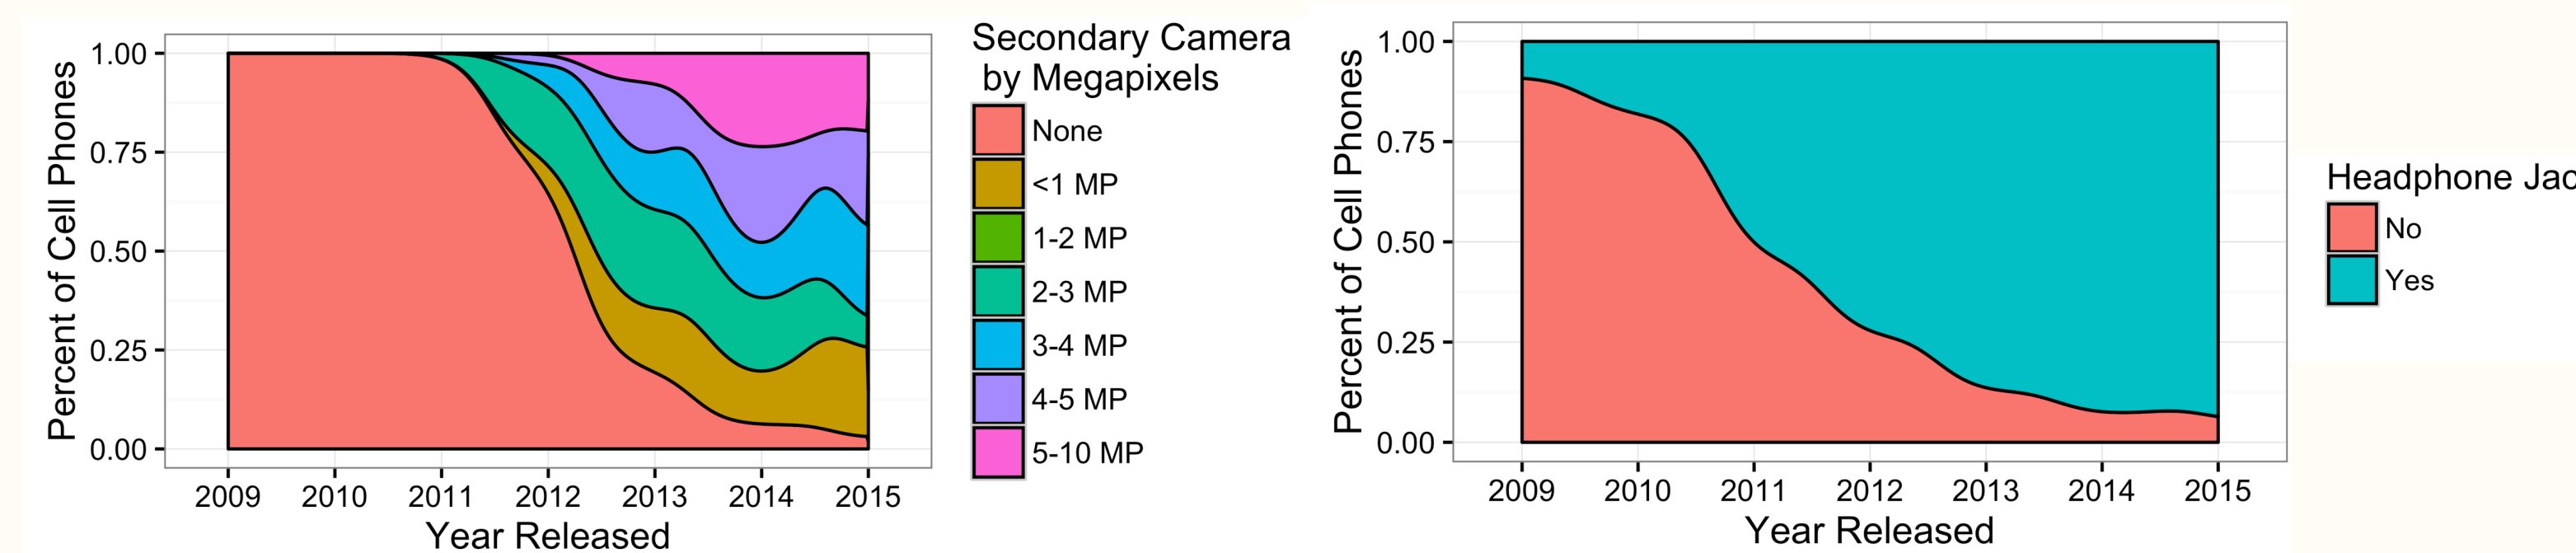 Percent of Cell Phones
1.00
0.75
0.50
0.25
0.00
2009 2010 2011 2012 2013 2014 2015
Year Released
Secondary Camera
by Megapixels
None
<1 MP
1-2 MP
2-3 MP
3-4 MP
4-5 MP
5-10 MP
Percent of Cell Phones
1.00
0.75
0.50
0.25
0.00
2009 2010 2011 2012 2013 2014 2015
Year Released
Headphone Jac
No
Yes